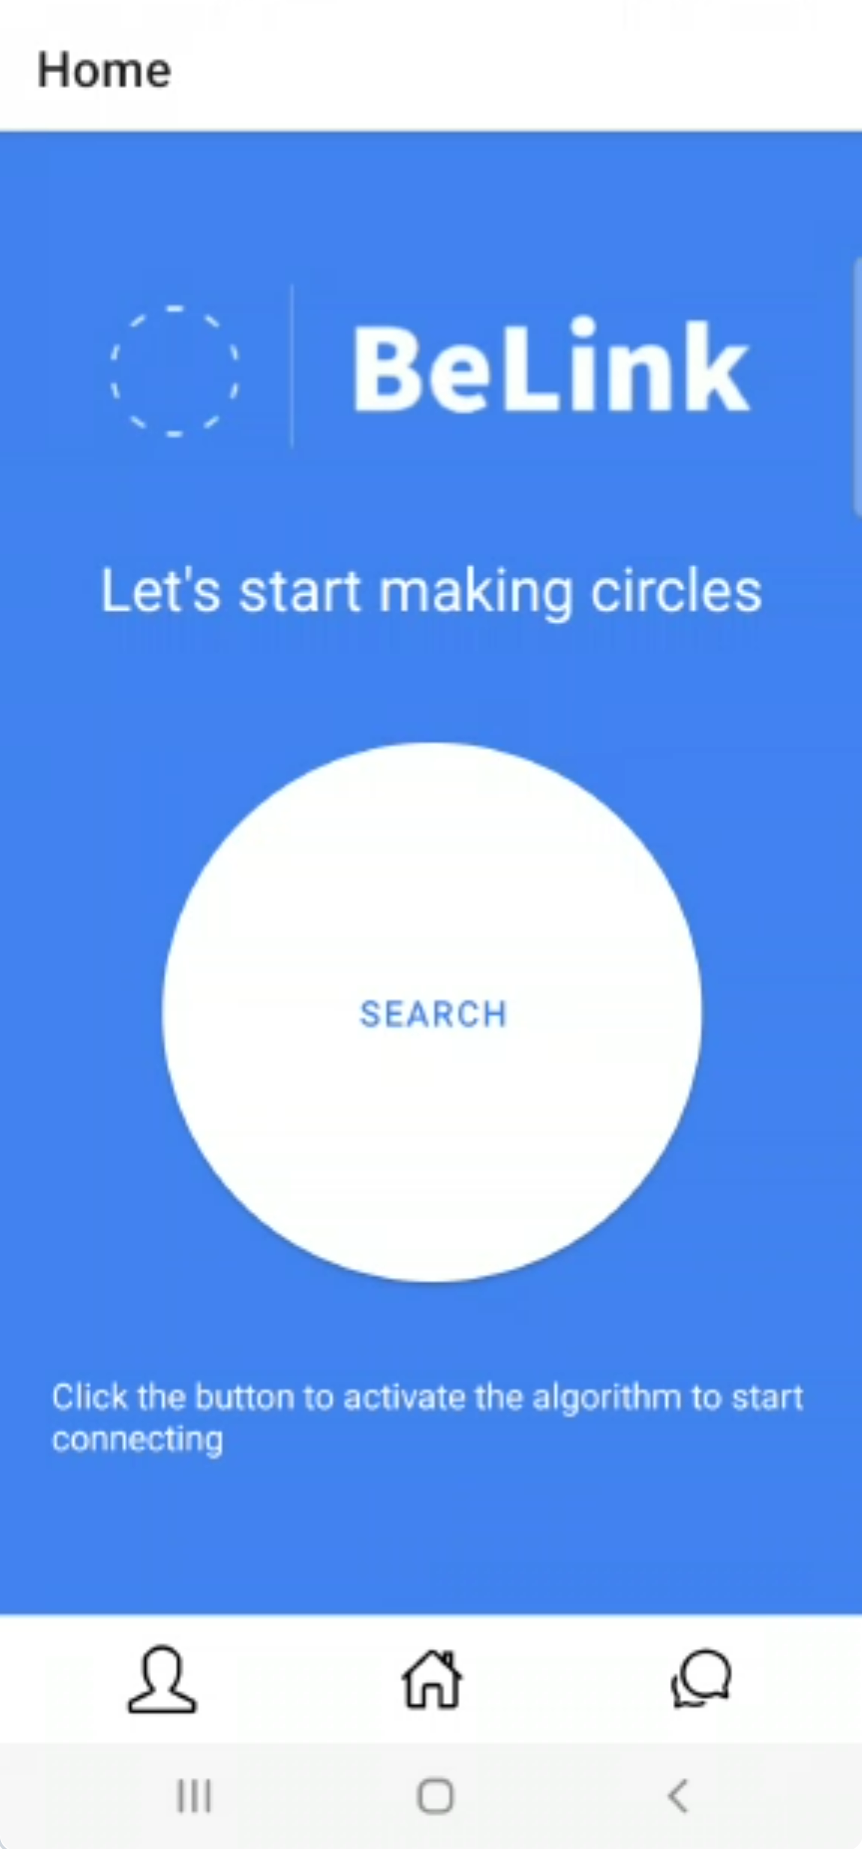 Home
BeLink
Let's start making circles
SEARCH
Click the button to activate the algorithm to start
connecting